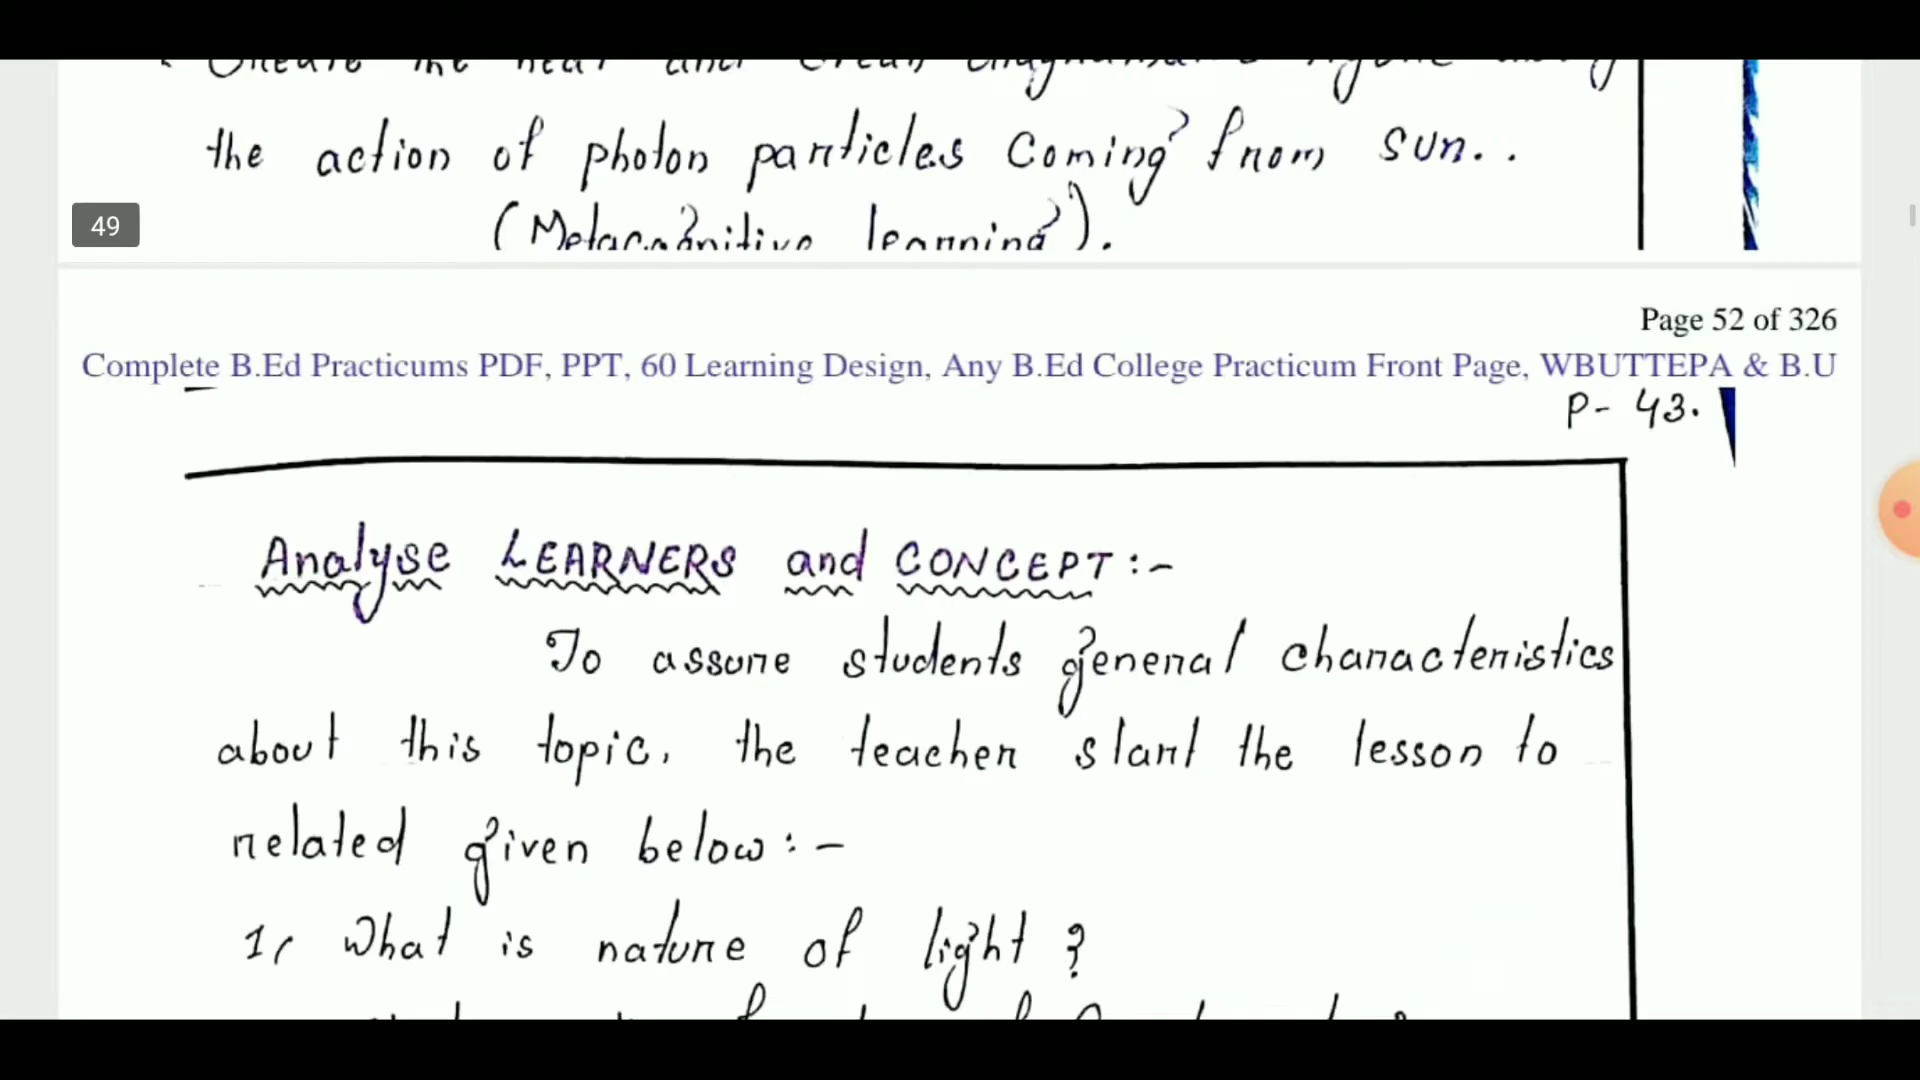 the action of photon particles Coming from sun..
49
(Metacognitive learning).
Page 52 of 326
Complete B.Ed Practicums PDF, PPT, 60 Learning Design, Any B.Ed College Practicum Front Page, WBUTTEPA & B.U
P- 43.
Analyse LEARNERS and CONCEPT:-
To assure students general characteristics
about this topic, the teacher start the lesson to
related given below:-
1, What is nature of light ?